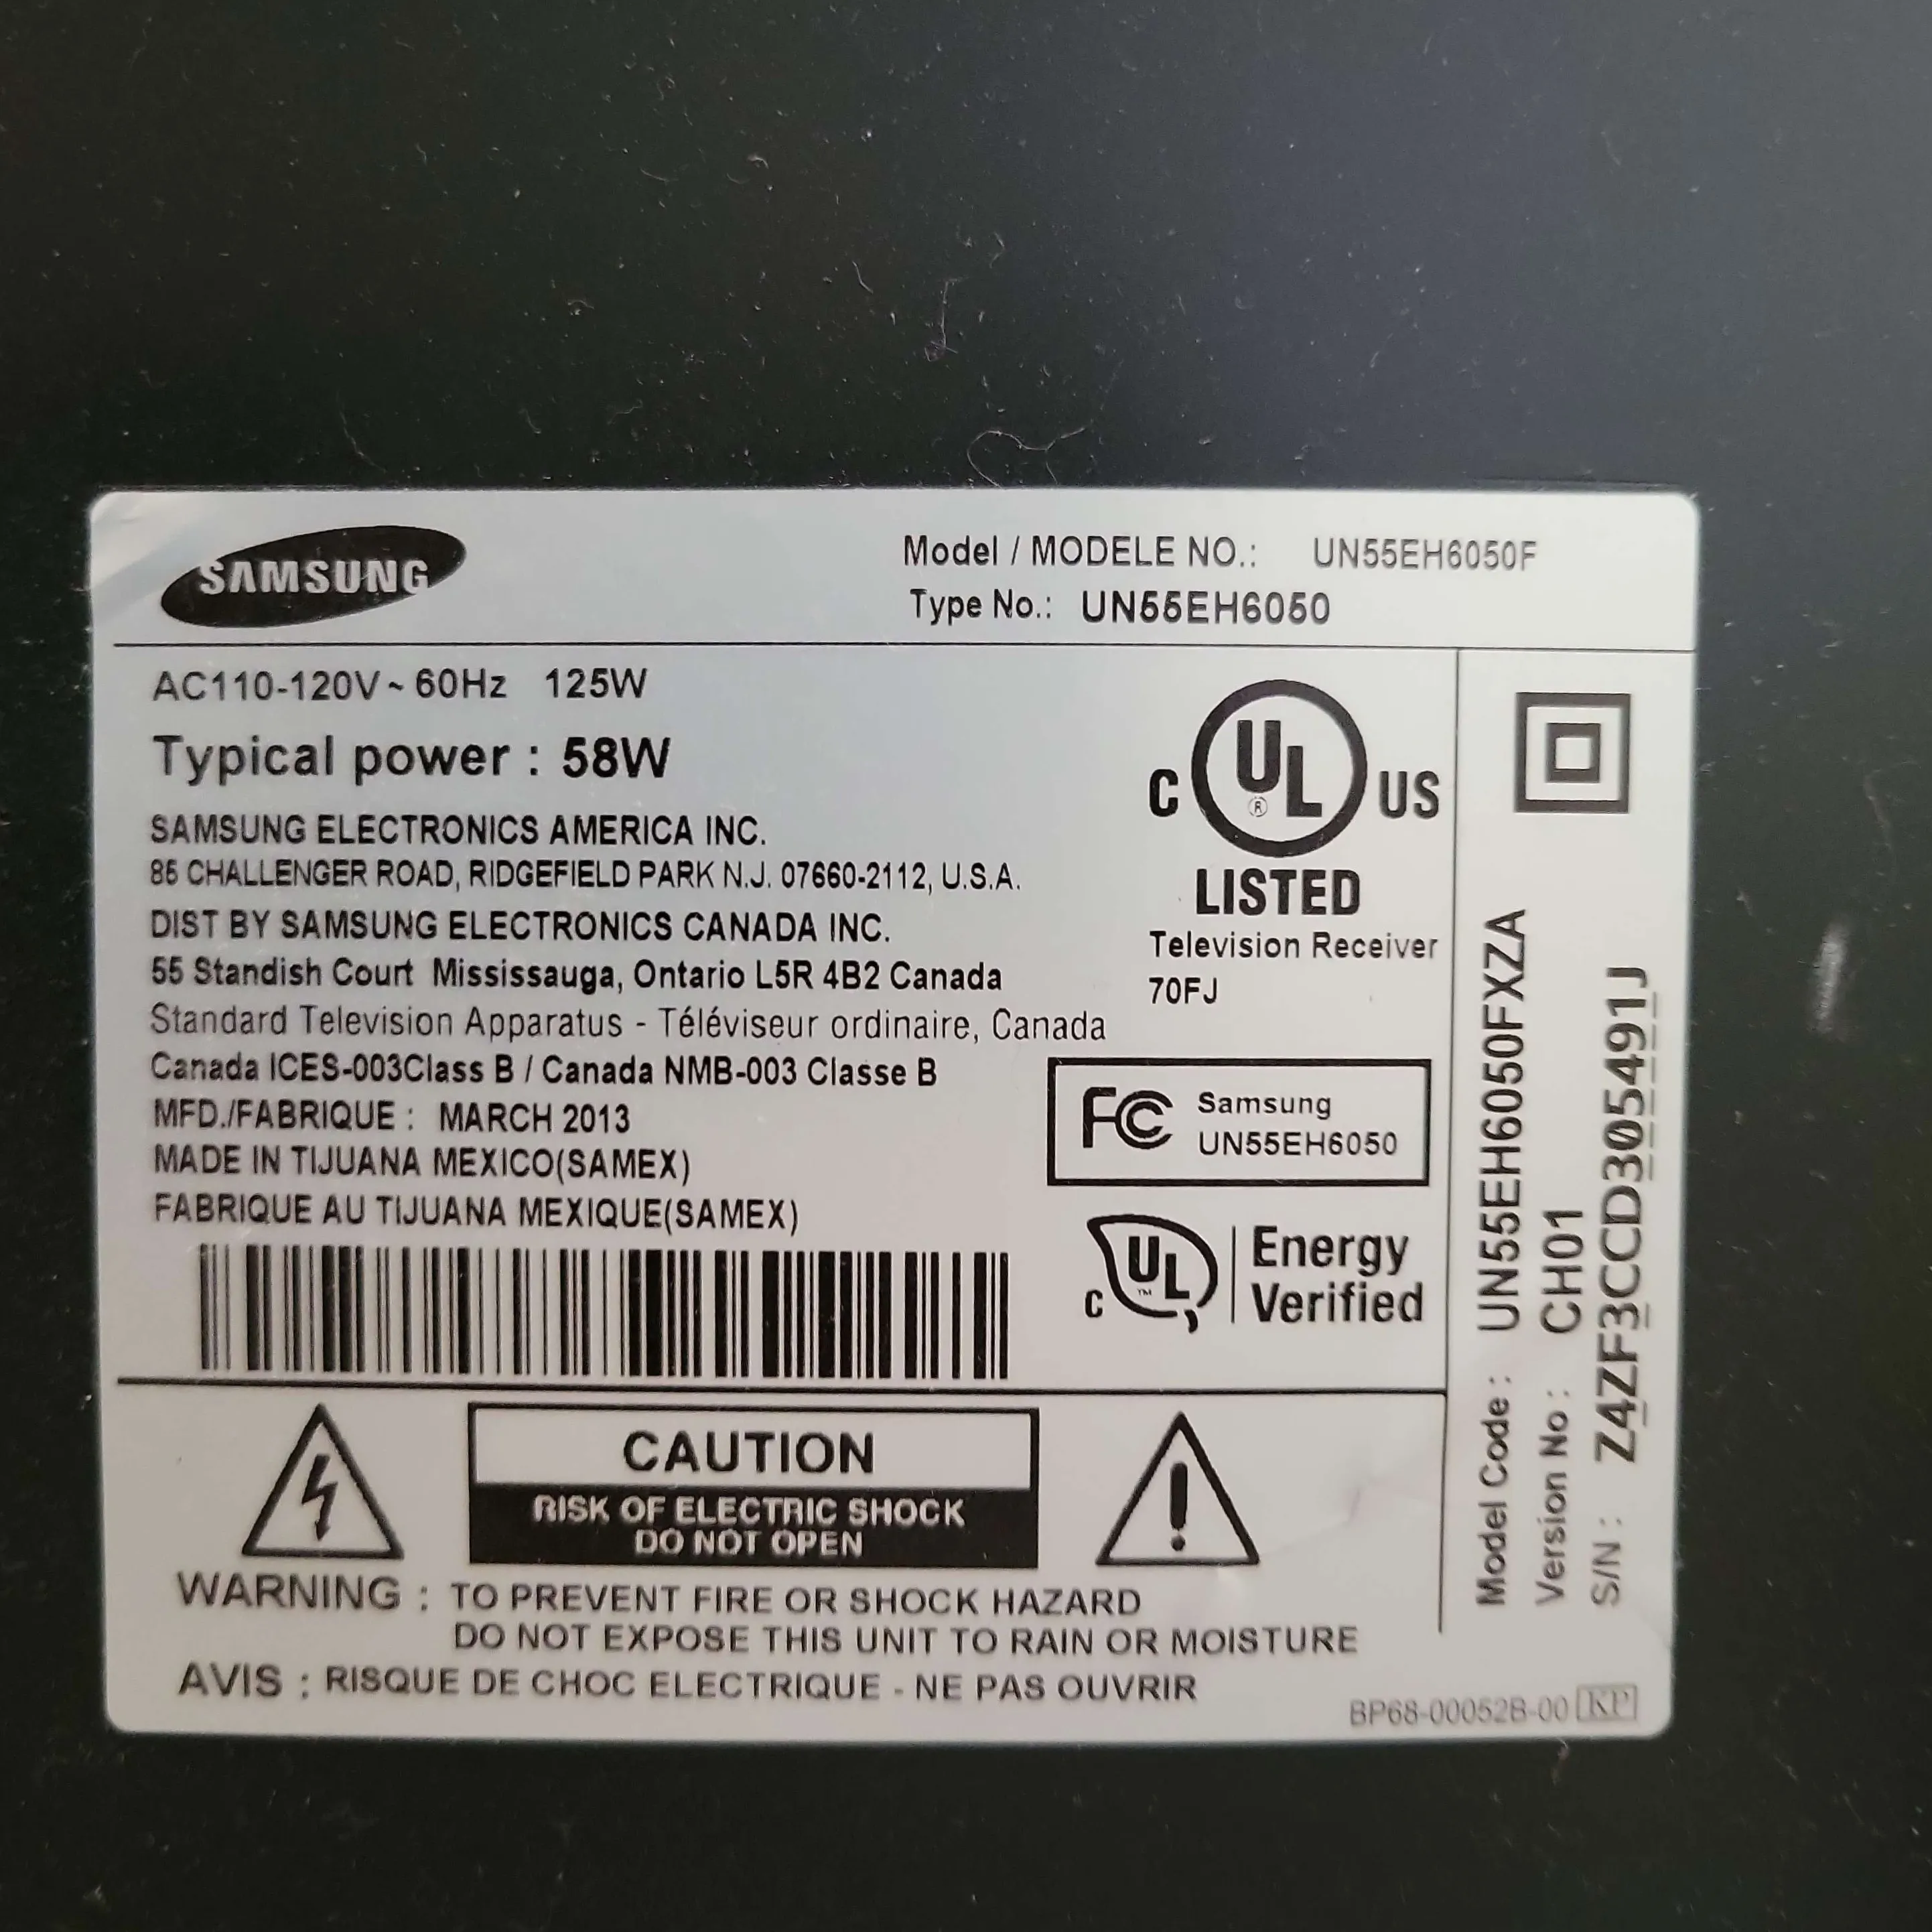 SAMSUNG
Model / MODELE NO.: UN55EH6050F
Type No.: UN55EH6050
AC110-120V~ 60Hz 125W
Typical power : 58W
SAMSUNG ELECTRONICS AMERICA INC.
85 CHALLENGER ROAD, RIDGEFIELD PARK N.J. 07660-2112, U.S.A.
DIST BY SAMSUNG ELECTRONICS CANADA INC.
55 Standish Court Mississauga, Ontario L5R 4B2 Canada
Standard Television Apparatus - Téléviseur ordinaire, Canada
Canada ICES-003Class B / Canada NMB-003 Classe B
MFD./FABRIQUE : MARCH 2013
MADE IN TIJUANA MEXICO(SAMEX)
FABRIQUE AU TIJUANA MEXIQUE(SAMEX)
C UL® US
LISTED
Television Receiver
70FJ
FC Samsung
UN55EH6050
C UL™ Energy
Verified
CAUTION
RISK OF ELECTRIC SHOCK
DO NOT OPEN
WARNING : TO PREVENT FIRE OR SHOCK HAZARD
DO NOT EXPOSE THIS UNIT TO RAIN OR MOISTURE
AVIS : RISQUE DE CHOC ELECTRIQUE - NE PAS OUVRIR
BP68-00052B-00 KP
Model Code : UN55EH6050FXZA
Version No : CH01
S/N : Z4ZF3CCD305491J